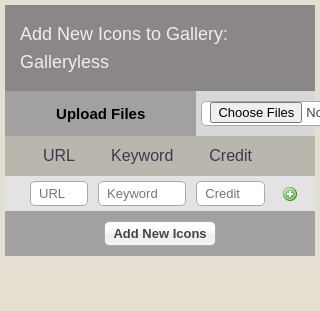 Add New Icons to Gallery:
Galleryless
Upload Files Choose Files
URL Keyword Credit
URL Keyword Credit
Add New Icons